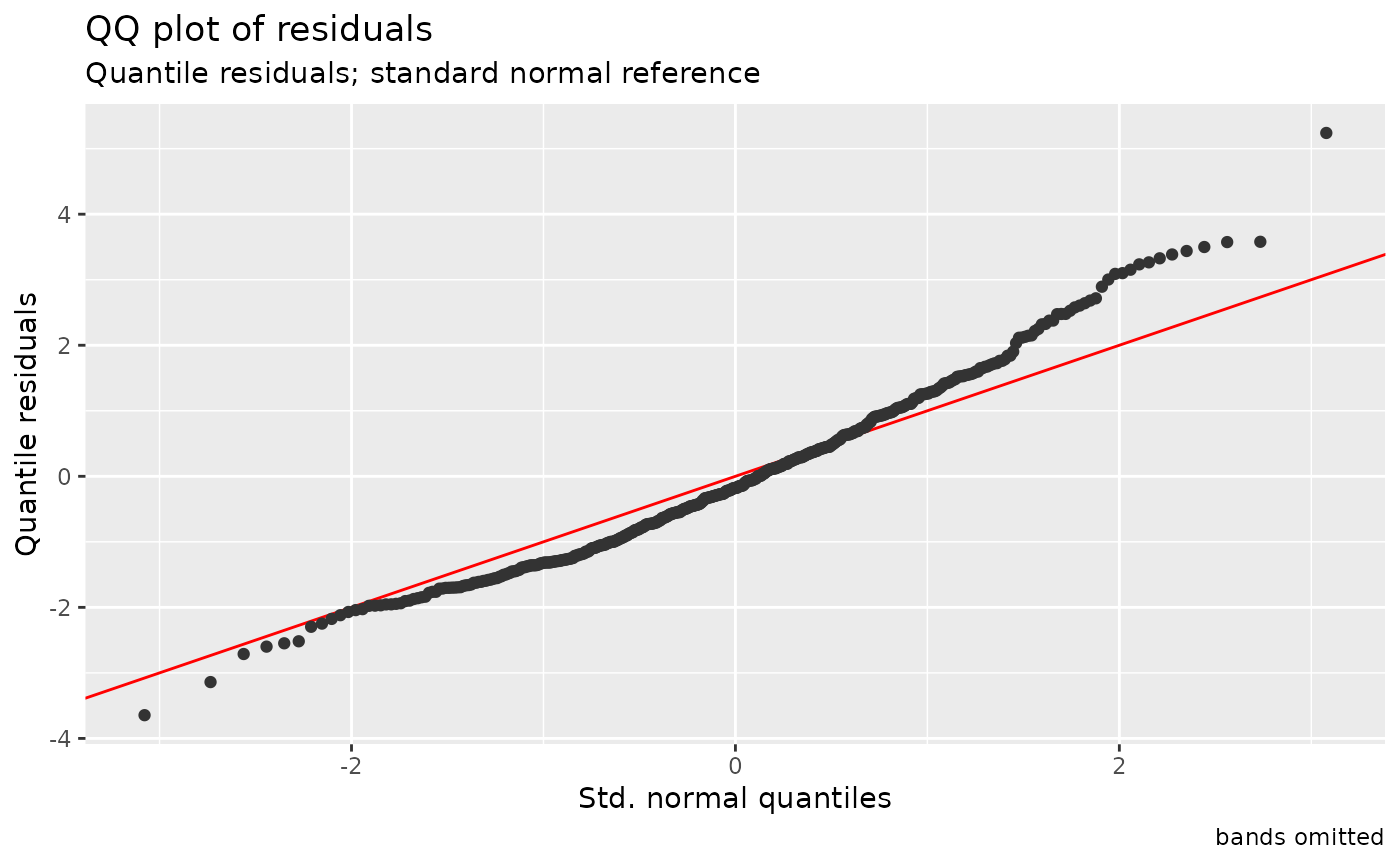 QQ plot of residuals
Quantile residuals; standard normal reference
Quantile residuals
4
2
0
-2
-4
-2
0
2
Std. normal quantiles
bands omitted